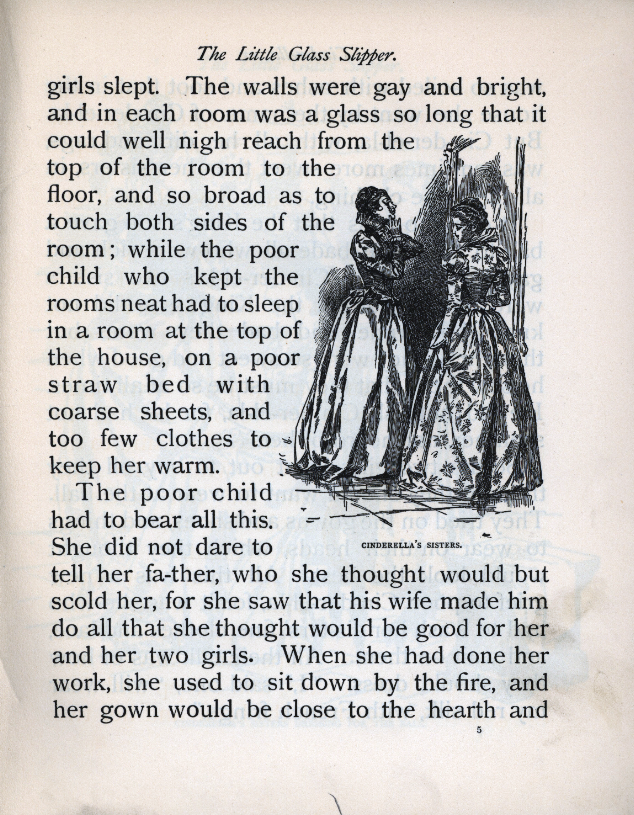 The Little Glass Slipper.
girls slept. The walls were gay and bright,
and in each room was a glass so long that it
could well nigh reach from the
top of the room to the
floor, and so broad as to
touch both sides of the
room; while the poor
child who kept the
rooms neat had to sleep
in a room at the top of
the house, on a poor
straw bed with
coarse sheets, and
too few clothes to
keep her warm.
The poor child
had to bear all this.
She did not dare to
CINDERELLA'S SISTERS.
tell her fa-ther, who she thought would but
scold her, for she saw that his wife made him
do all that she thought would be good for her
and her two girls. When she had done her
work, she used to sit down by the fire, and
her gown would be close to the hearth and
5